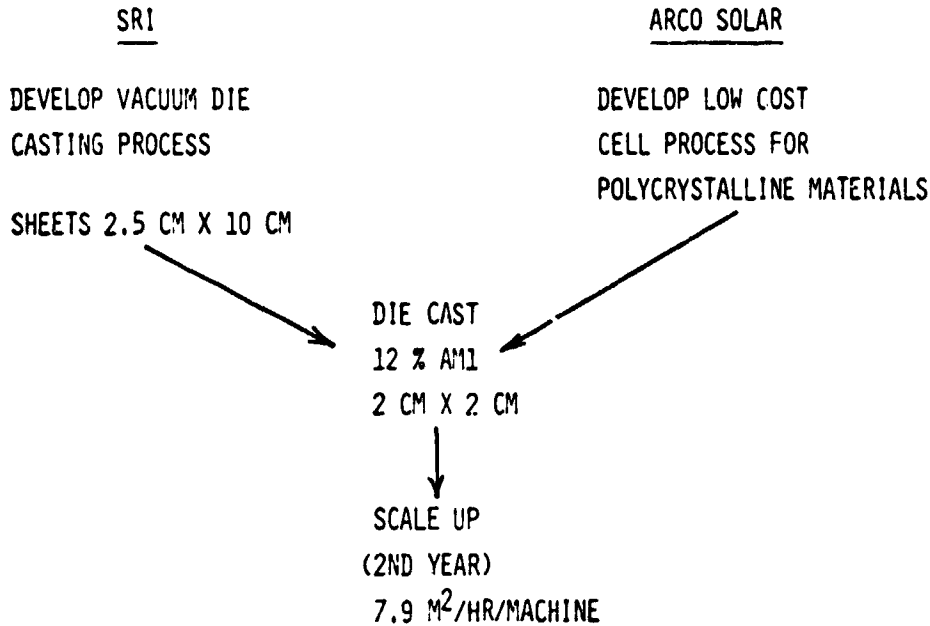 SRI
DEVELOP VACUUM DIE
CASTING PROCESS
SHEETS 2.5 CM X 10 CM
ARCO SOLAR
DEVELOP LOW COST
CELL PROCESS FOR
POLYCRYSTALLINE MATERIALS
DIE CAST
12 % AM1
2 CM X 2 CM
SCALE UP
(2ND YEAR)
7.9 M²/HR/MACHINE